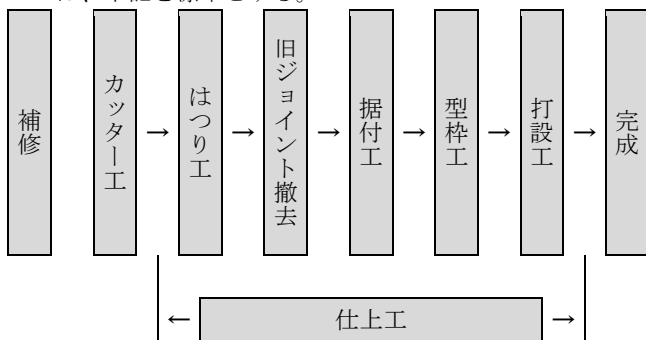 補修
カッター工
→
はつり工
→
旧ジョイント撤去
→
据付工
→
型枠工
→
打設工
→
完成
←
仕上工
→